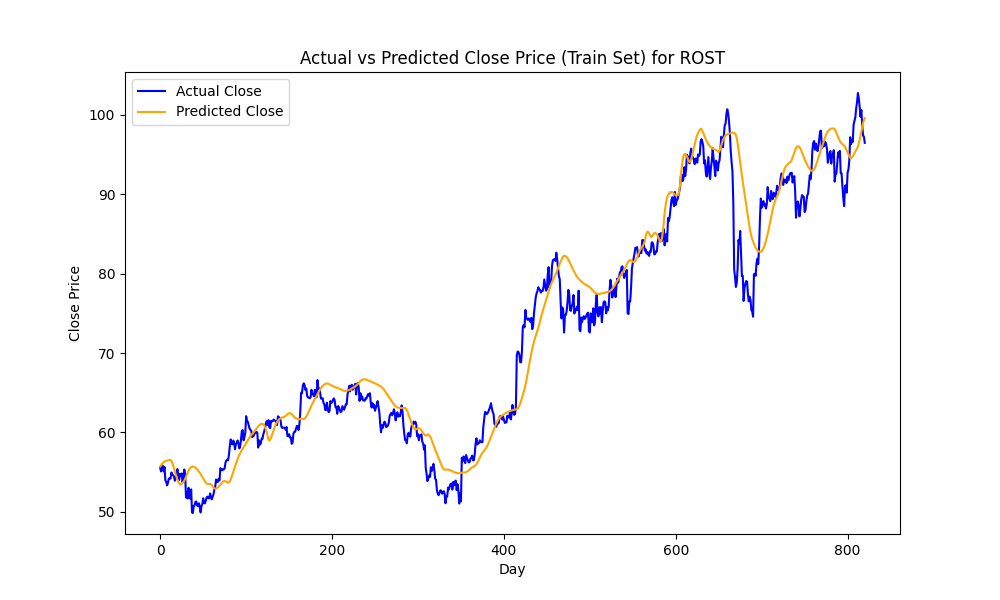 Actual vs Predicted Close Price (Train Set) for ROST
Actual Close
Predicted Close
Close Price
100
90
80
70
60
50
0 200 400 600 800
Day